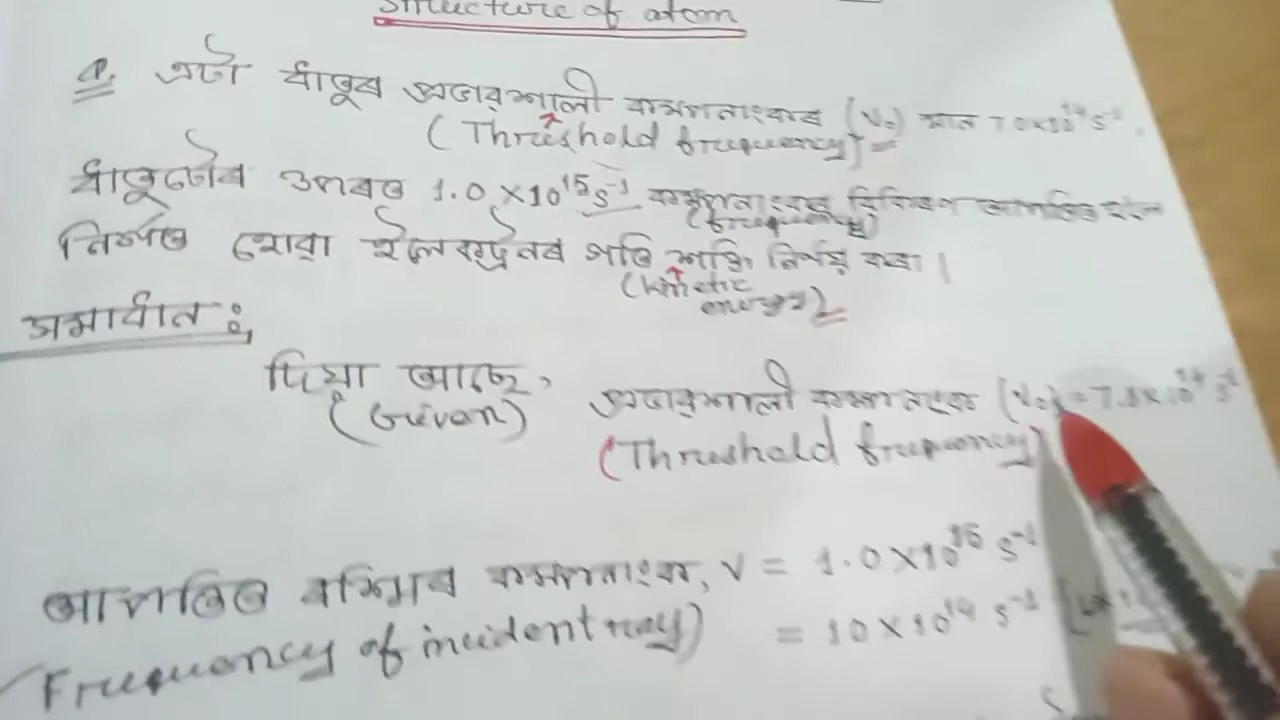 Structure of atom
Q. এটা ধাতুৰ প্ৰভাৱশালী কম্পনাংকৰ (ν₀) মান 7.0×10¹⁴ s⁻¹.
(Threshold frequency)
ধাতুটোৰ ওপৰত 1.0×10¹⁵ s⁻¹ কম্পনাংকৰ বিকিৰণ আপতিত হলে
(frequency)
নিৰ্গত হোৱা ইলেকট্ৰনৰ গতি শক্তি নিৰ্ণয় কৰা।
(kinetic
energy)
সমাধান :
দিয়া আছে,
(Given)
প্ৰভাৱশালী কম্পনাংক (ν₀) = 7.0×10¹⁴ s⁻¹
(Threshold frequency)
আপতিত ৰশ্মিৰ কম্পনাংক, ν = 1.0×10¹⁵ s⁻¹
(Frequency of incident ray) = 10×10¹⁴ s⁻¹